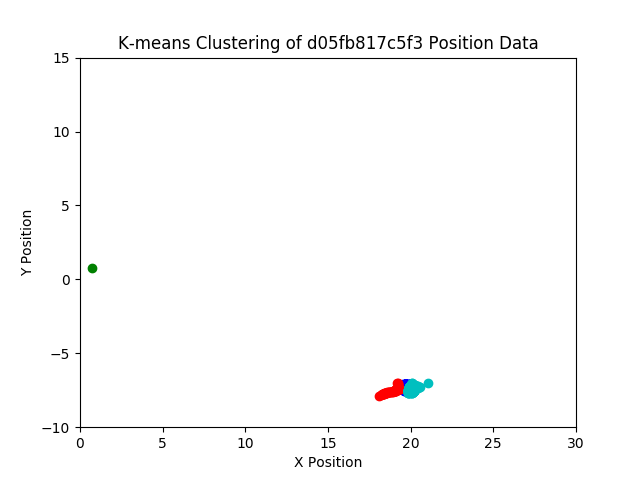 K-means Clustering of d05fb817c5f3 Position Data
15
10
5
0
−5
−10
Y Position
0 5 10 15 20 25 30
X Position